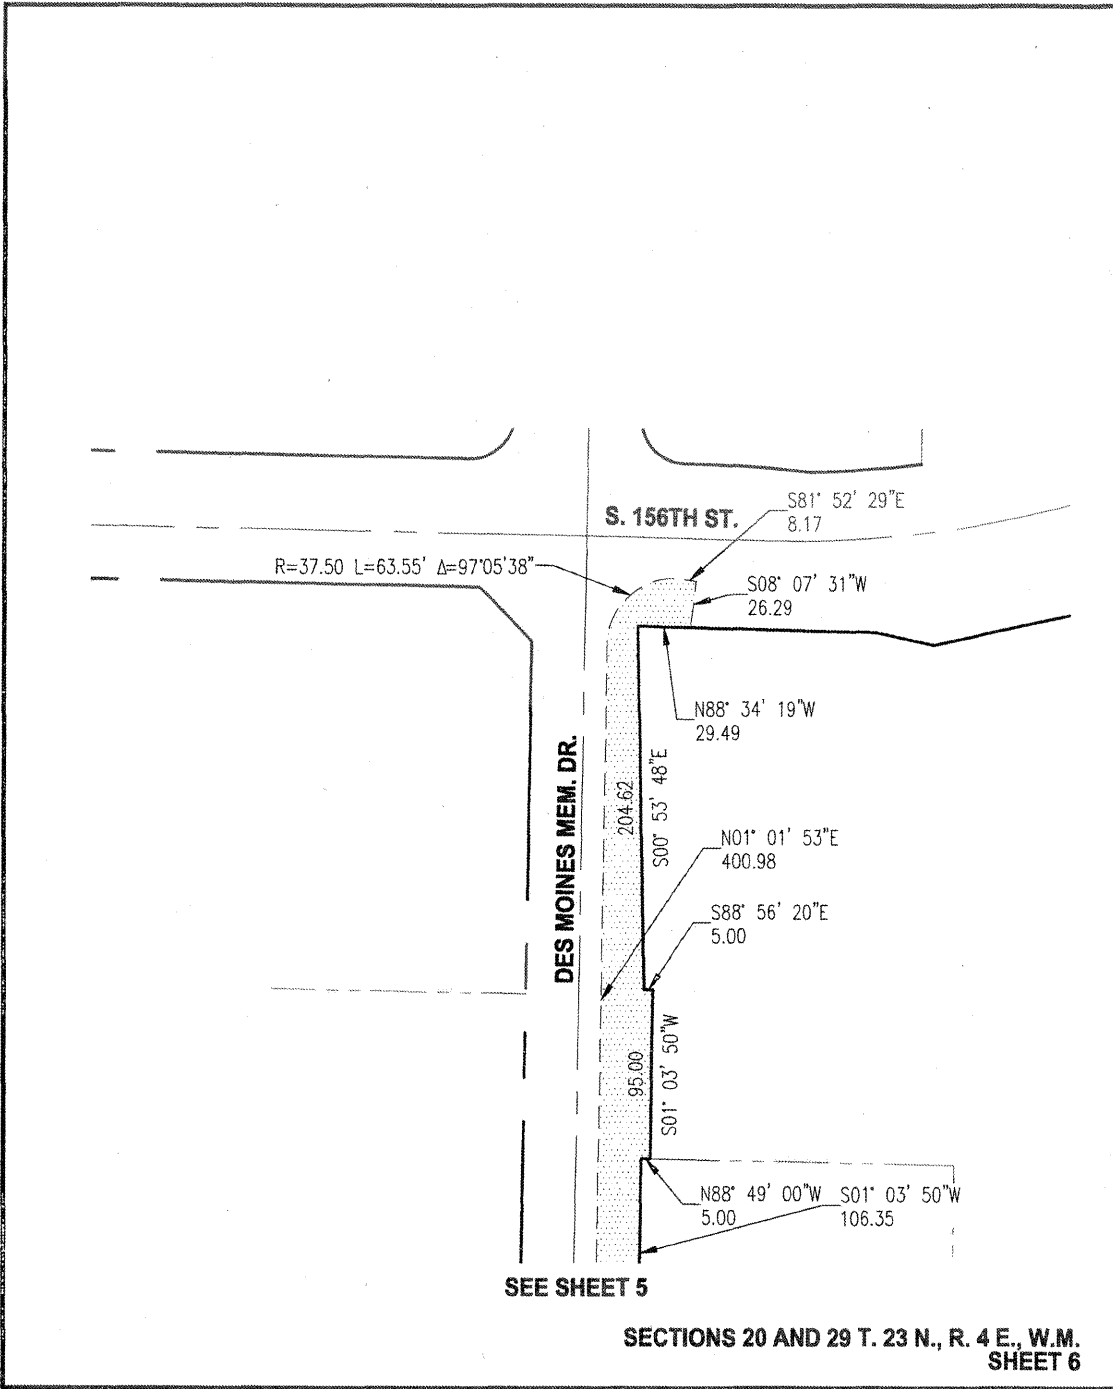 S81° 52' 29"E
8.17
S. 156TH ST.
R=37.50 L=63.55' Δ=97°05'38"
S08° 07' 31"W
26.29
N88° 34' 19"W
29.49
DES MOINES MEM. DR.
204.62
S00° 53' 48"E
N01° 01' 53"E
400.98
S88° 56' 20"E
5.00
95.00
S01° 03' 50"W
N88° 49' 00"W
5.00
S01° 03' 50"W
106.35
SEE SHEET 5
SECTIONS 20 AND 29 T. 23 N., R. 4 E., W.M.
SHEET 6